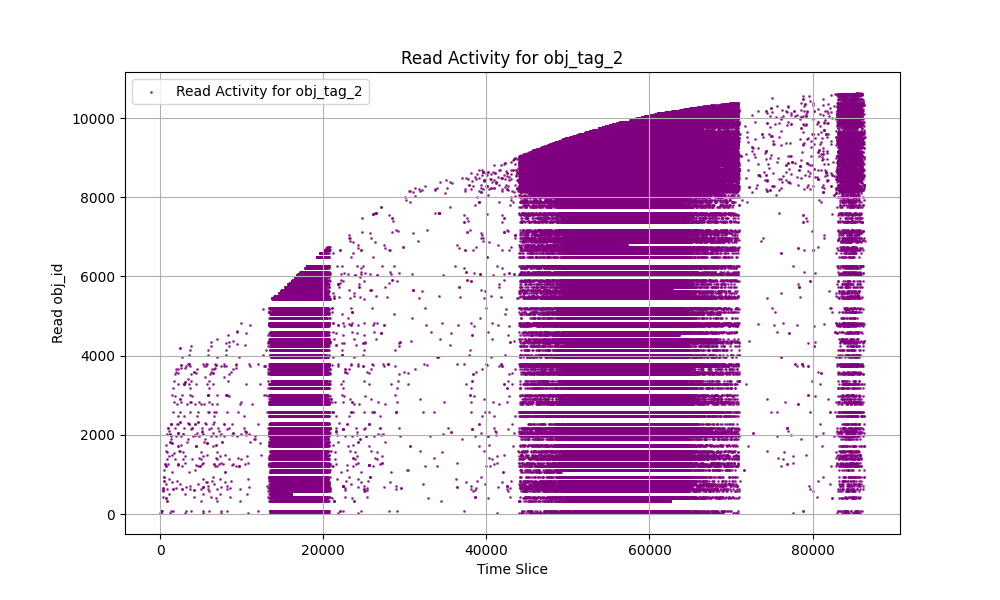 Read Activity for obj_tag_2
Read Activity for obj_tag_2
Read obj_id
10000
8000
6000
4000
2000
0
0 20000 40000 60000 80000
Time Slice